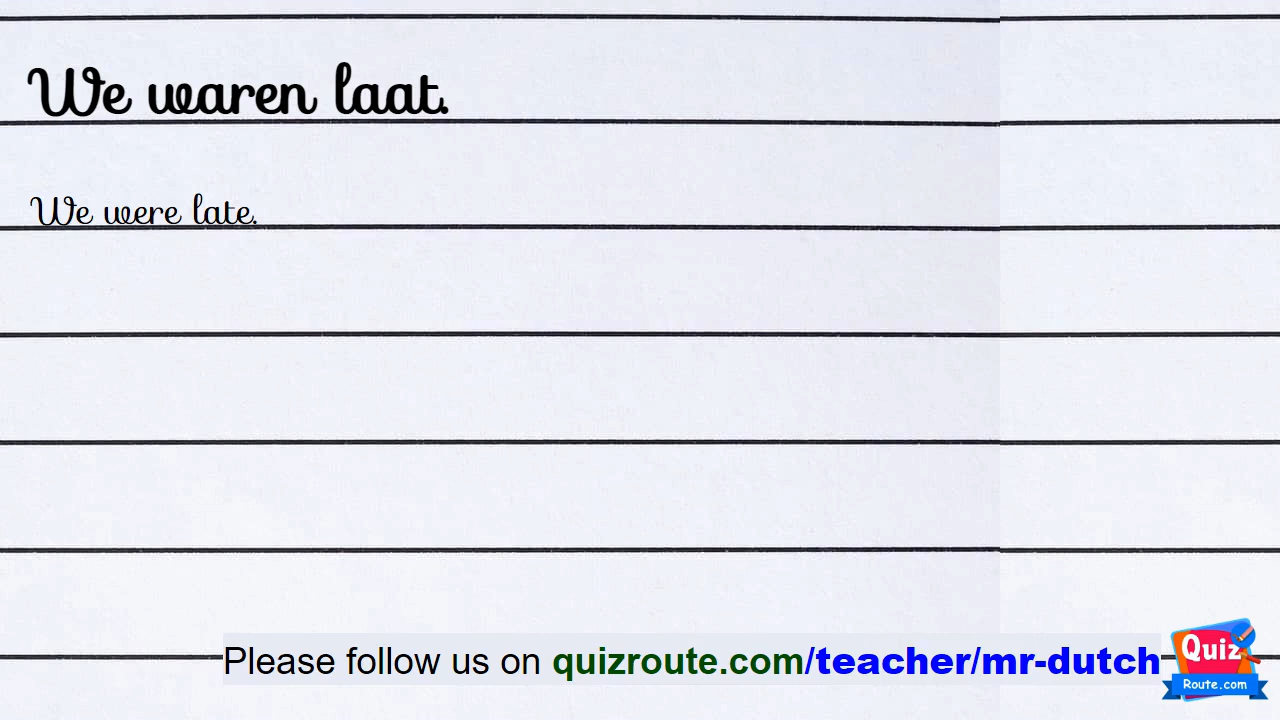 We waren laat.
We were late.
Please follow us on quizroute.com/teacher/mr-dutch
Quiz
Route.com